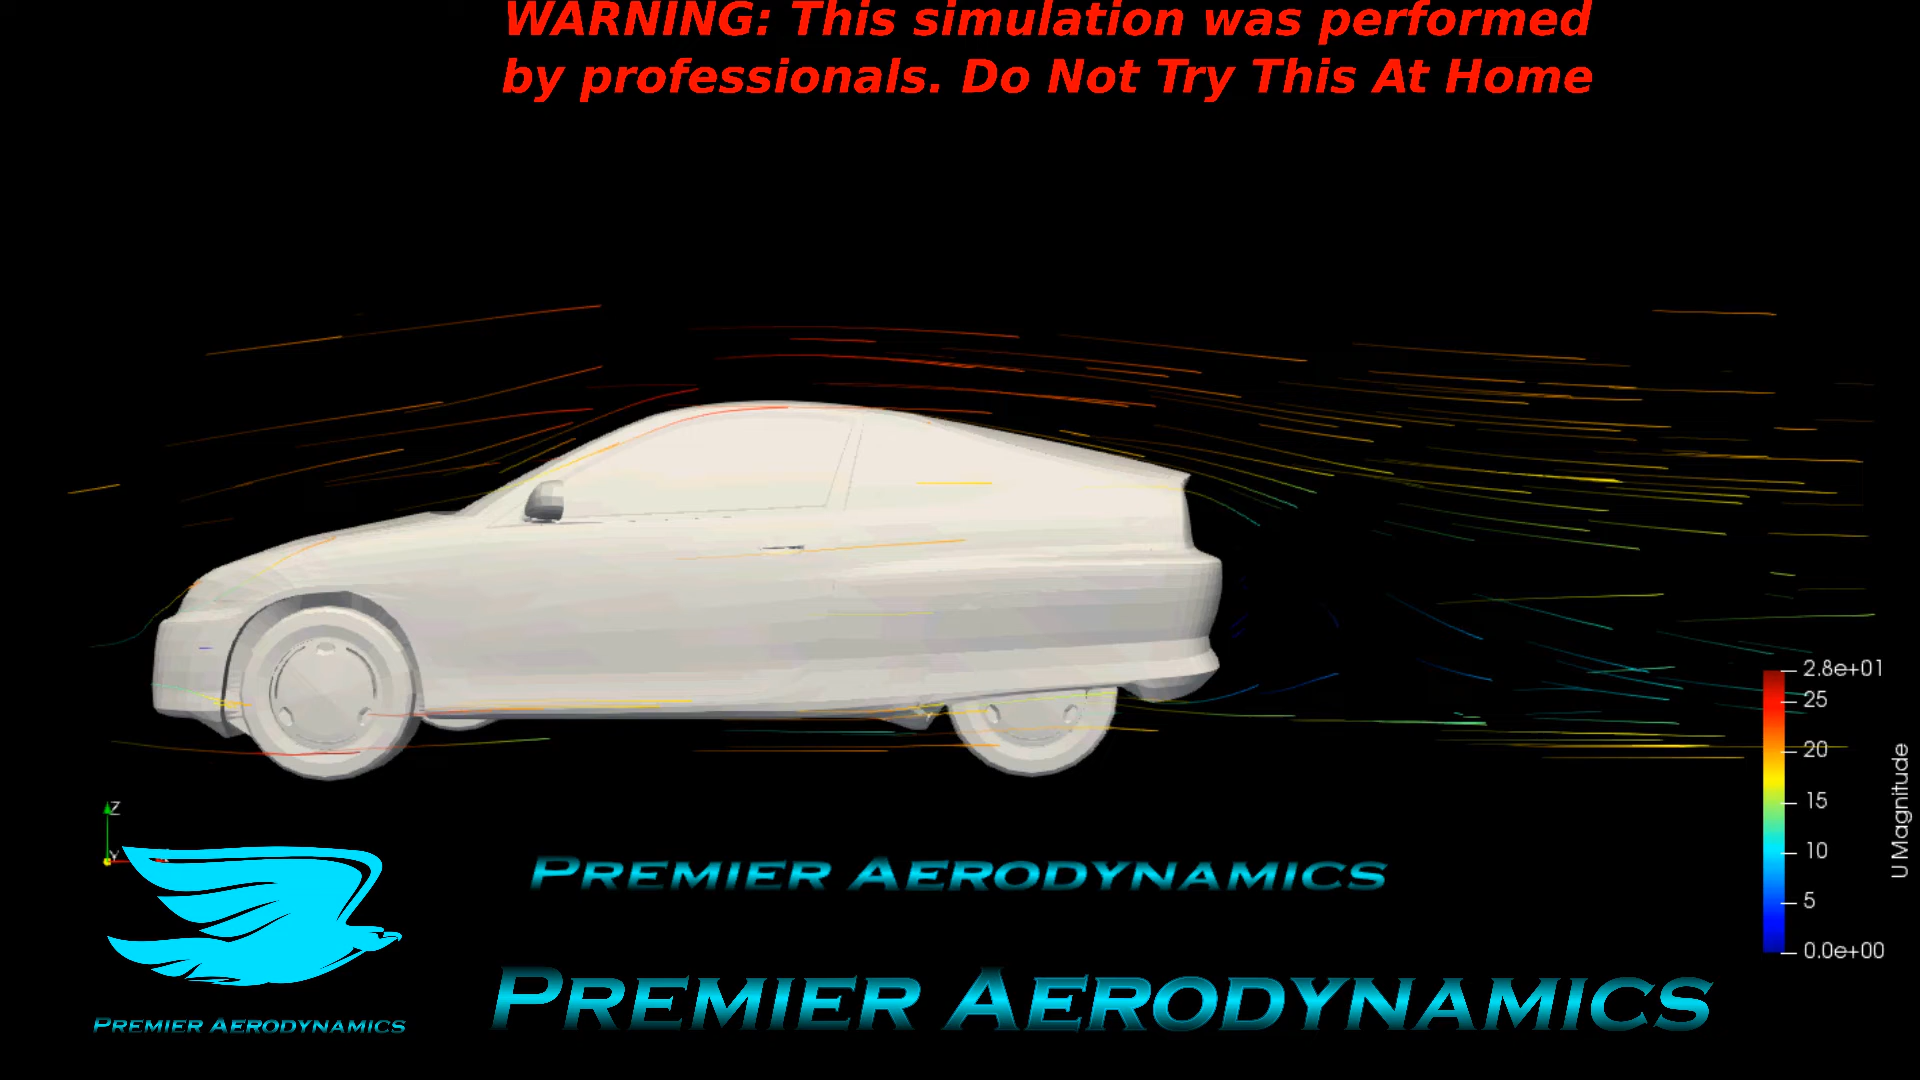 WARNING: This simulation was performed
by professionals. Do Not Try This At Home
2.8e+01
25
20
15
10
5
0.0e+00
U Magnitude
Z
Y
PREMIER AERODYNAMICS
PREMIER AERODYNAMICS
PREMIER AERODYNAMICS